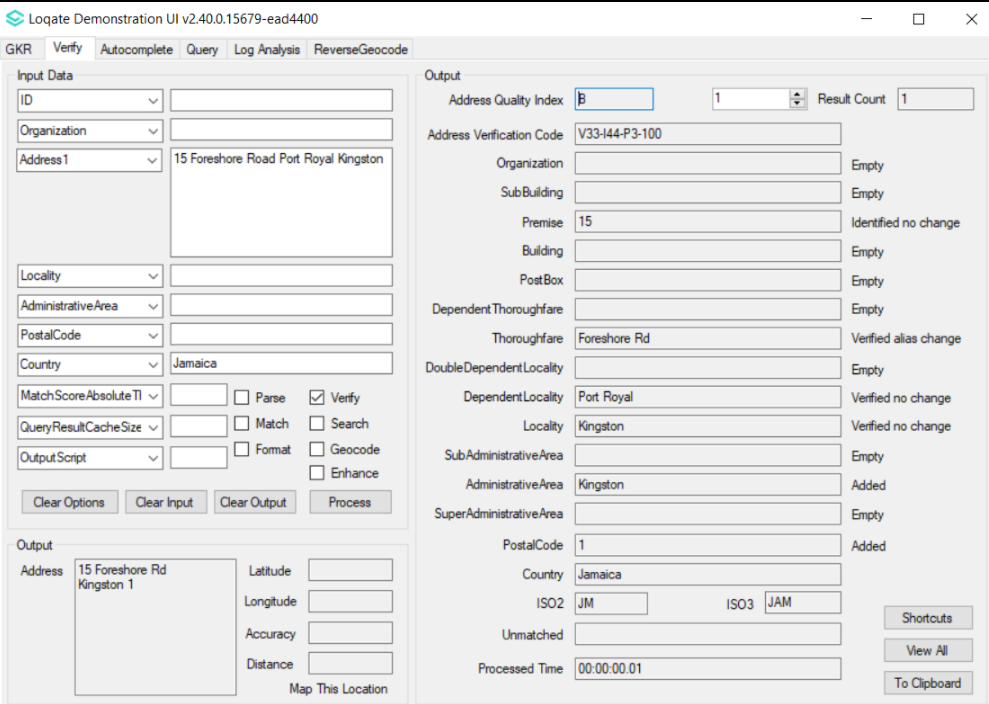 Loqate Demonstration UI v2.40.0.15679-ead4400
GKR Verify Autocomplete Query Log Analysis ReverseGeocode
Input Data
ID
Organization
Address1 15 Foreshore Road Port Royal Kingston
Locality
AdministrativeArea
PostalCode
Country Jamaica
MatchScoreAbsoluteTl Parse Verify
QueryResultCacheSize Match Search
OutputScript Format Geocode
Enhance
Clear Options Clear Input Clear Output Process
Output
Address 15 Foreshore Rd
Kingston 1
Latitude
Longitude
Accuracy
Distance
Map This Location
Output
Address Quality Index B 1 Result Count 1
Address Verification Code V33-I44-P3-100
Organization Empty
SubBuilding Empty
Premise 15 Identified no change
Building Empty
PostBox Empty
DependentThoroughfare Empty
Thoroughfare Foreshore Rd Verified alias change
DoubleDependentLocality Empty
DependentLocality Port Royal Verified no change
Locality Kingston Verified no change
SubAdministrativeArea Empty
AdministrativeArea Kingston Added
SuperAdministrativeArea Empty
PostalCode 1 Added
Country Jamaica
ISO2 JM ISO3 JAM
Unmatched
Processed Time 00:00:00.01
Shortcuts
View All
To Clipboard